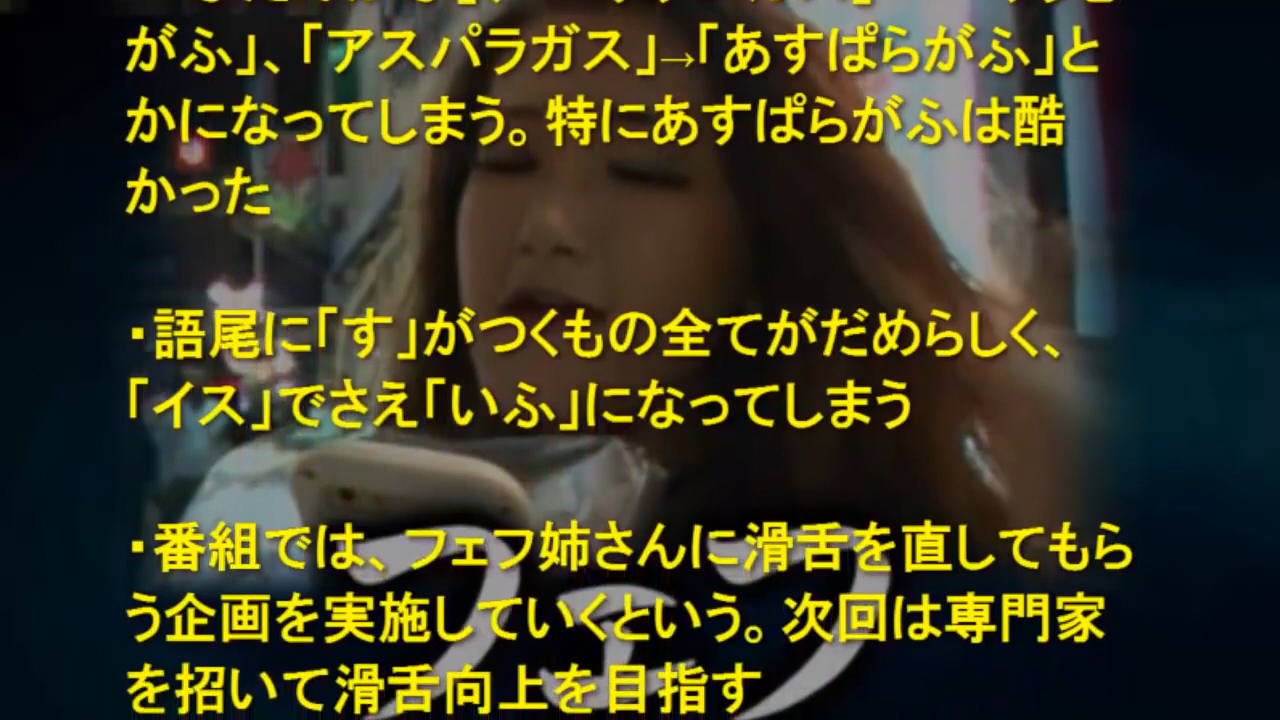 がふ」、「アスパラガス」→「あすぱらがふ」と
かになってしまう。特にあすぱらがふは酷
かった
・語尾に「す」がつくもの全てがだめらしく、
「イス」でさえ「いふ」になってしまう
・番組では、フェフ姉さんに滑舌を直してもら
う企画を実施していくという。次回は専門家
を招いて滑舌向上を目指す
フェフ